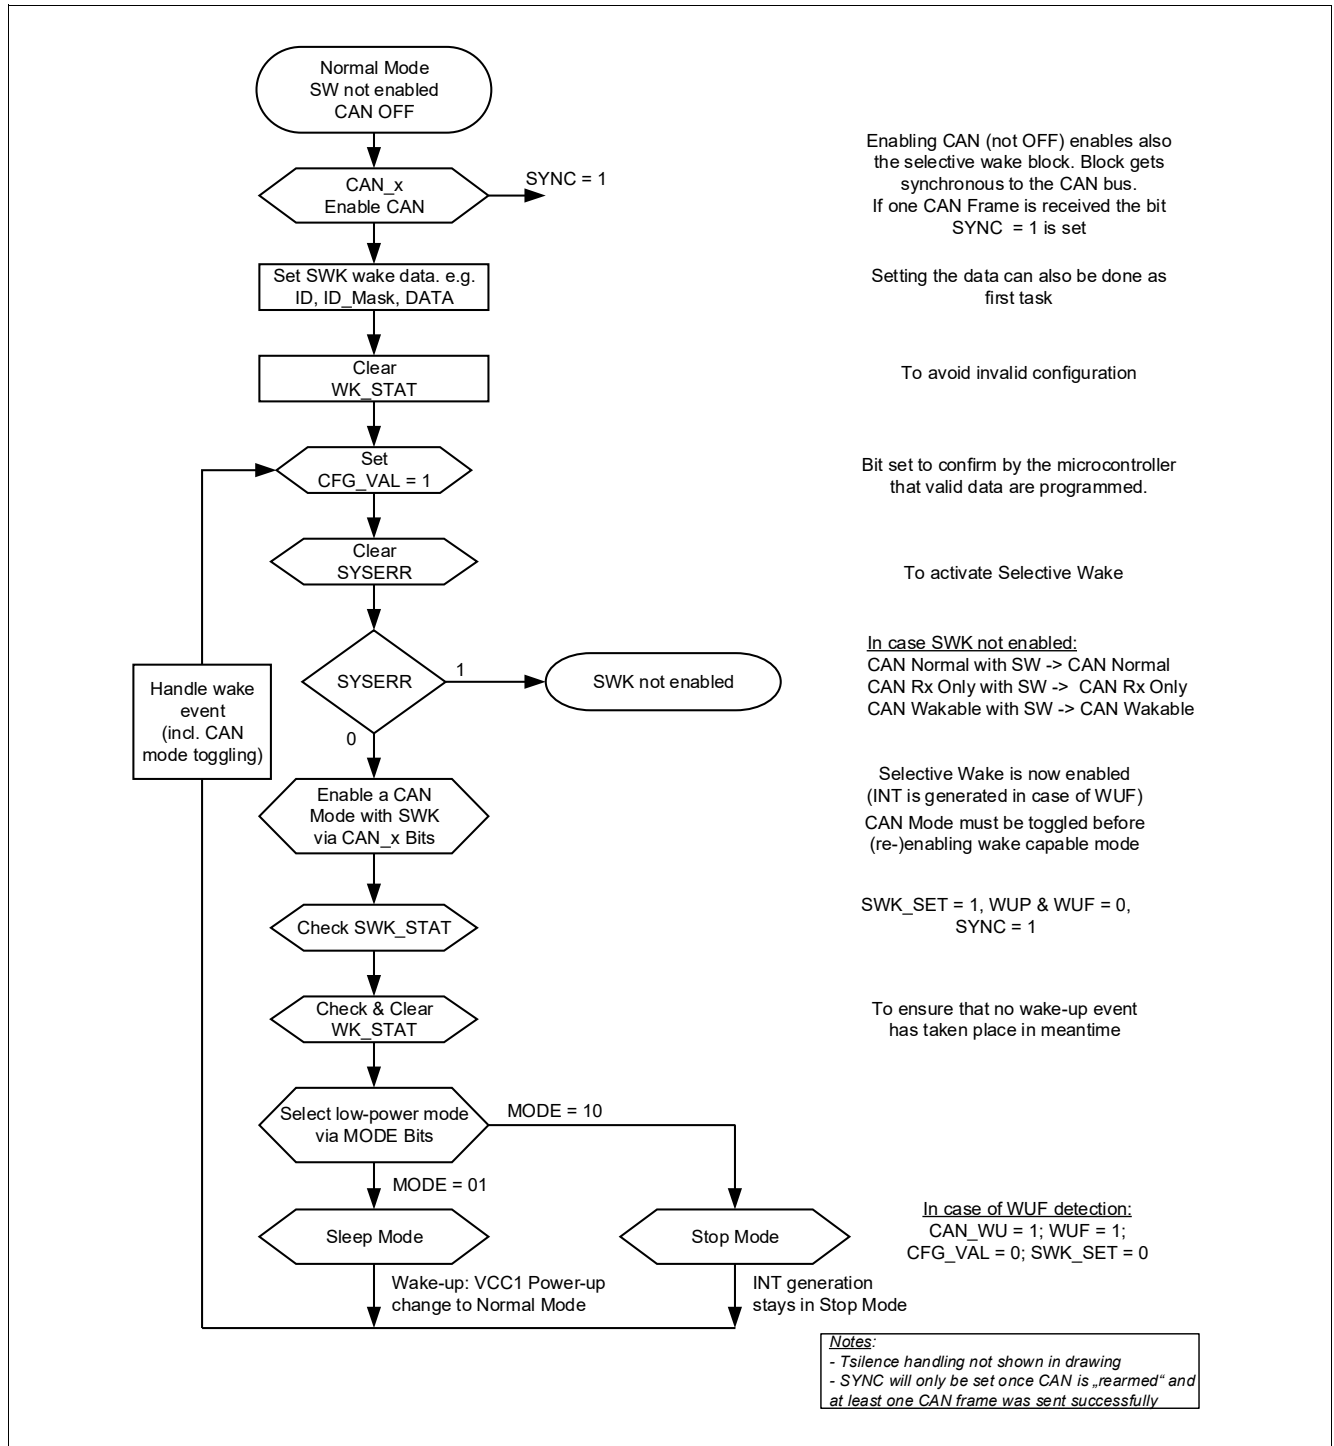 Normal Mode
SW not enabled
CAN OFF
CAN_x
Enable CAN
SYNC = 1
Enabling CAN (not OFF) enables also
the selective wake block. Block gets
synchronous to the CAN bus.
If one CAN Frame is received the bit
SYNC = 1 is set
Set SWK wake data. e.g.
ID, ID_Mask, DATA
Setting the data can also be done as
first task
Clear
WK_STAT
To avoid invalid configuration
Set
CFG_VAL = 1
Bit set to confirm by the microcontroller
that valid data are programmed.
Clear
SYSERR
To activate Selective Wake
SYSERR
1
0
SWK not enabled
In case SWK not enabled:
CAN Normal with SW -> CAN Normal
CAN Rx Only with SW -> CAN Rx Only
CAN Wakable with SW -> CAN Wakable
Handle wake
event
(incl. CAN
mode toggling)
Enable a CAN
Mode with SWK
via CAN_x Bits
Selective Wake is now enabled
(INT is generated in case of WUF)
CAN Mode must be toggled before
(re-)enabling wake capable mode
Check SWK_STAT
SWK_SET = 1, WUP & WUF = 0,
SYNC = 1
Check & Clear
WK_STAT
To ensure that no wake-up event
has taken place in meantime
Select low-power mode
via MODE Bits
MODE = 10
MODE = 01
Sleep Mode
Stop Mode
In case of WUF detection:
CAN_WU = 1; WUF = 1;
CFG_VAL = 0; SWK_SET = 0
Wake-up: VCC1 Power-up
change to Normal Mode
INT generation
stays in Stop Mode
Notes:
- Tsilence handling not shown in drawing
- SYNC will only be set once CAN is „rearmed“ and
at least one CAN frame was sent successfully